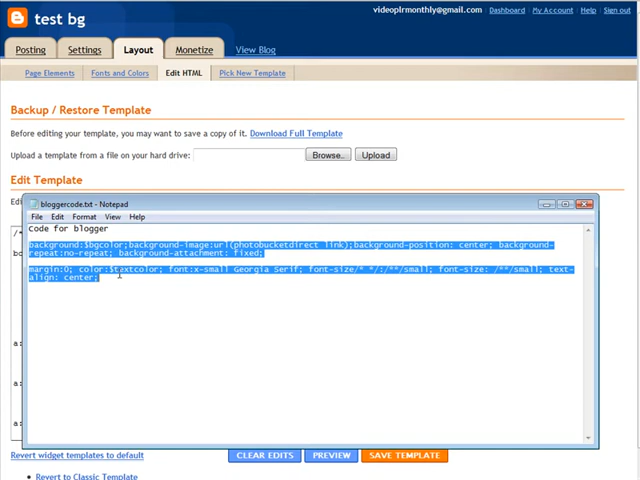 test bg
videoplrmonthly@gmail.com Dashboard My Account Help Sign out
Posting Settings Layout Monetize View Blog
Page Elements Fonts and Colors Edit HTML Pick New Template
Backup / Restore Template
Before editing your template, you may want to save a copy of it. Download Full Template
Upload a template from a file on your hard drive: Browse.. Upload
Edit Template
Edi
bloggercode.txt - Notepad
File Edit Format View Help
Code for blogger
background:$bgcolor;background-image:url(photobucketdirect link);background-position: center; background-
repeat:no-repeat; background-attachment: fixed;
margin:0; color:$textcolor; font:x-small Georgia Serif; font-size/* */:/**/small; font-size: /**/small; text-
align: center;
/*
bo
a:
a:
a:
a:
Revert widget templates to default CLEAR EDITS PREVIEW SAVE TEMPLATE
Revert to Classic Template